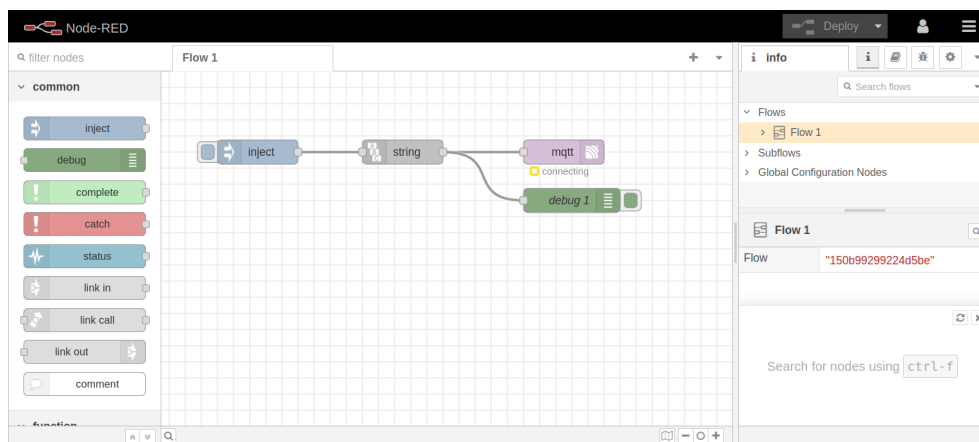 Node-RED
Deploy
filter nodes
Flow 1
info
i
common
Search flows
inject
debug
complete
catch
status
link in
link call
link out
comment
function
inject
string
mqtt
connecting
debug 1
Flows
Flow 1
Subflows
Global Configuration Nodes
Flow 1
Flow "150b99299224d5be"
Search for nodes using ctrl-f